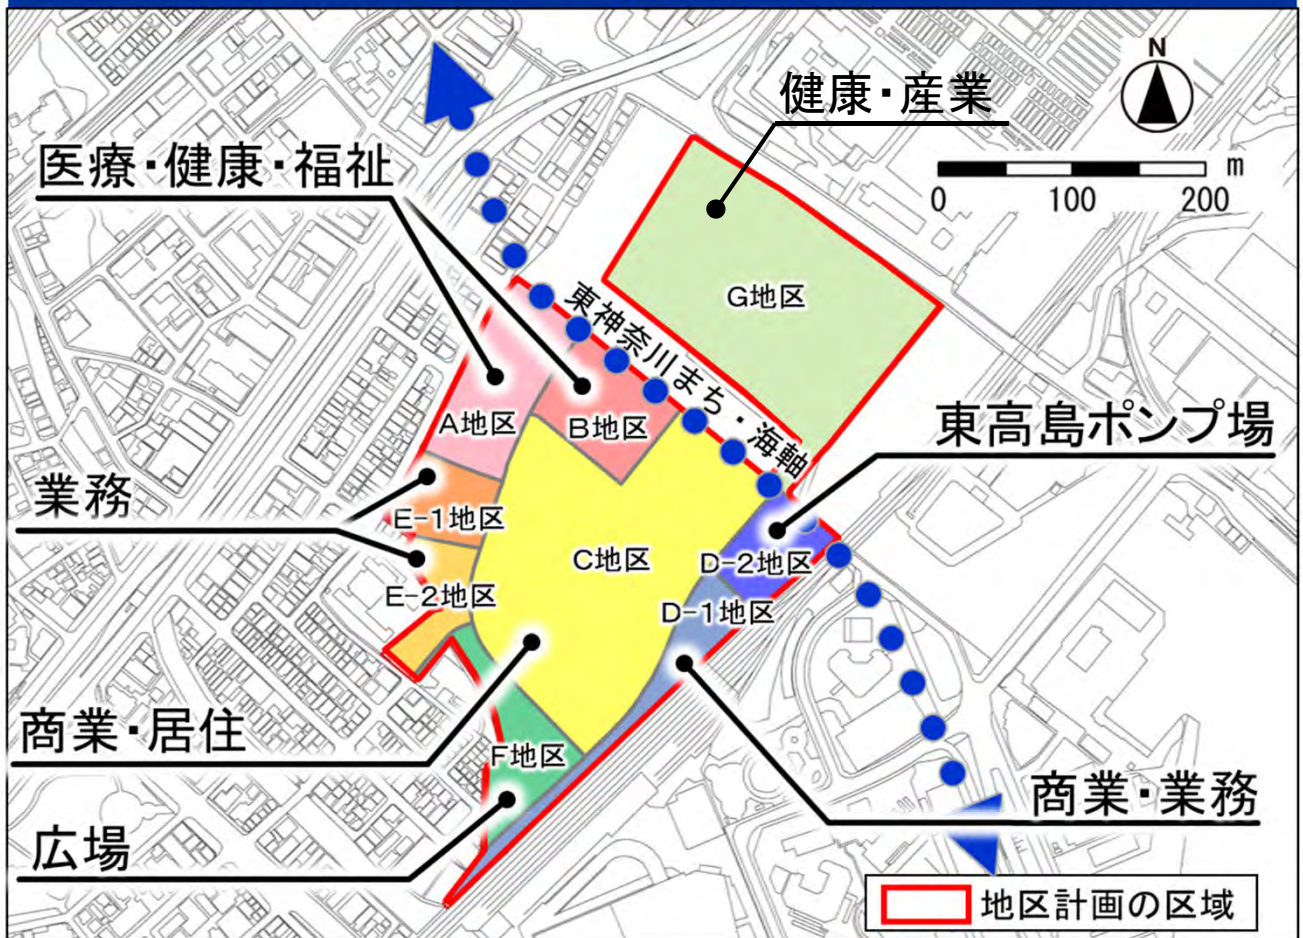 N
健康・産業
m
0 100 200
医療・健康・福祉
G地区
東神奈川まち・海軸
A地区
B地区
東高島ポンプ場
業務
E-1地区
C地区
D-2地区
E-2地区
D-1地区
商業・居住
F地区
商業・業務
広場
地区計画の区域